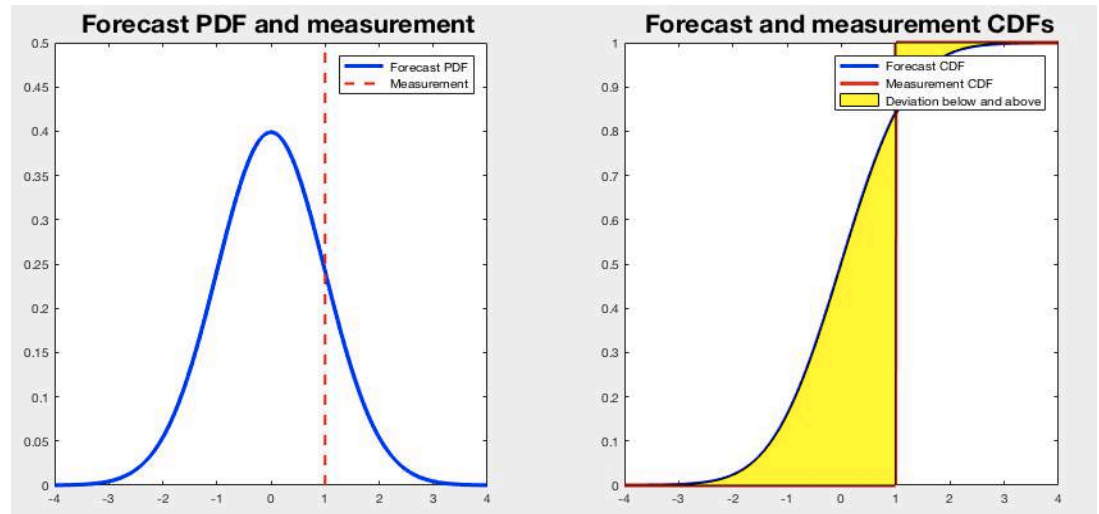 Forecast PDF and measurement
0.5
0.45
0.4
0.35
0.3
0.25
0.2
0.15
0.1
0.05
0
-4 -3 -2 -1 0 1 2 3 4
Forecast PDF
Measurement
Forecast and measurement CDFs
1
0.9
0.8
0.7
0.6
0.5
0.4
0.3
0.2
0.1
0
-4 -3 -2 -1 0 1 2 3 4
Forecast CDF
Measurement CDF
Deviation below and above